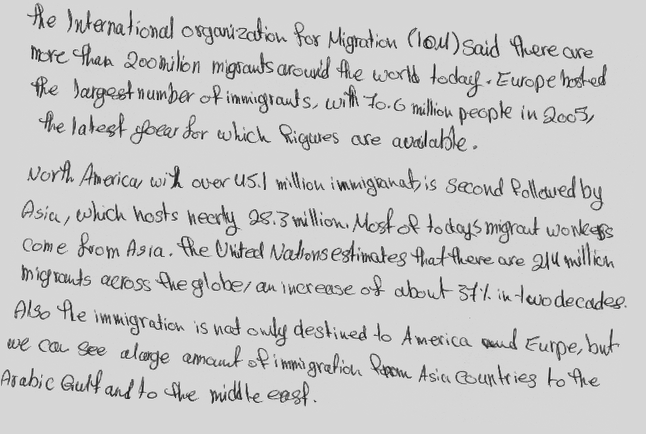 The International organization for Migration (IOM) said there are
more than 200 million migrants around the world today. Europe hosted
the largest number of immigrants, with 70.6 million people in 2005,
the latest year for which figures are available.
North America, with over 45.1 million immigranats, is second followed by
Asia, which hosts nearly 28.3 million. Most of todays migrant workers
come from Asia. The United Nations estimates that there are 214 million
migrants across the globe, an increase of about 37% in two decades.
Also the immigration is not only destined to America and Eurpe, but
we can see alarge amount of immigration from Asia countries to the
Arabic Gulf and to the middle east.